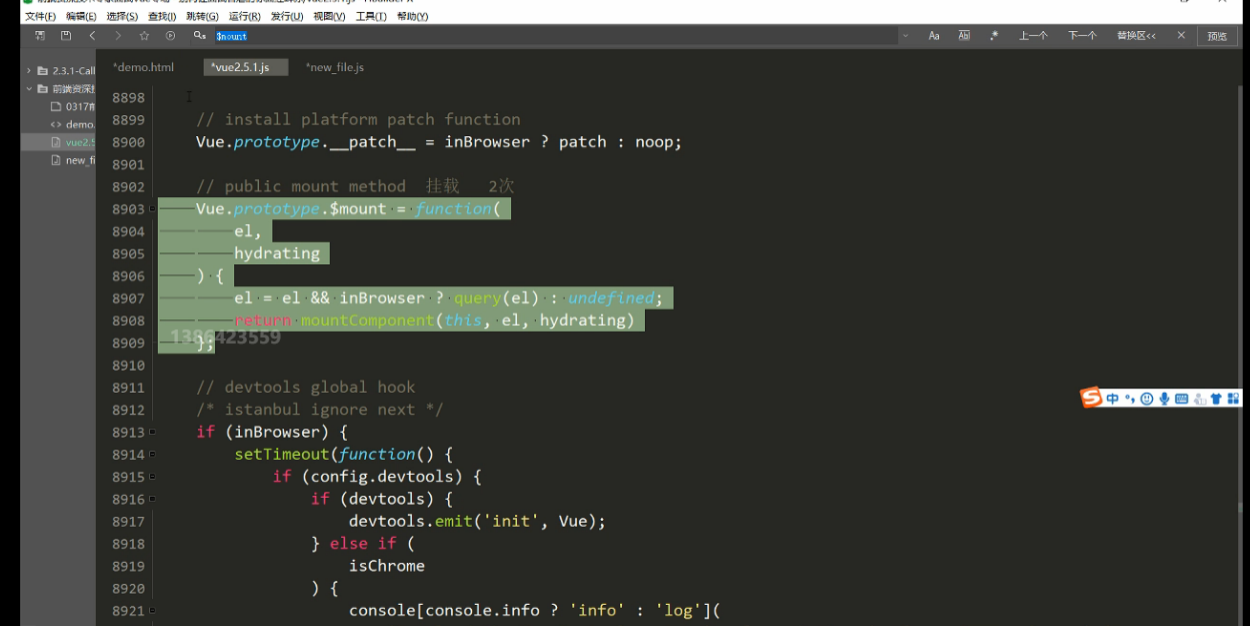 文件(F) 编辑(E) 选择(S) 查找(I) 跳转(G) 运行(R) 发行(U) 视图(V) 工具(T) 帮助(Y)
$mount Aa AB .* 上一个 下一个 替换区<< × 预览
*demo.html *vue2.5.1.js *new_file.js
> 2.3.1-Call
前端资深
0317
<> demo.
vue2.5
new_fi
8898
8899 // install platform patch function
8900 Vue.prototype.__patch__ = inBrowser ? patch : noop;
8901
8902 // public mount method 挂载 2次
8903 Vue.prototype.$mount = function(
8904 el,
8905 hydrating
8906 ) {
8907 el = el && inBrowser ? query(el) : undefined;
8908 return mountComponent(this, el, hydrating)
8909 };
1386423559
8910
8911 // devtools global hook
8912 /* istanbul ignore next */
8913 if (inBrowser) {
8914 setTimeout(function() {
8915 if (config.devtools) {
8916 if (devtools) {
8917 devtools.emit('init', Vue);
8918 } else if (
8919 isChrome
8920 ) {
8921 console[console.info ? 'info' : 'log'](
S 中